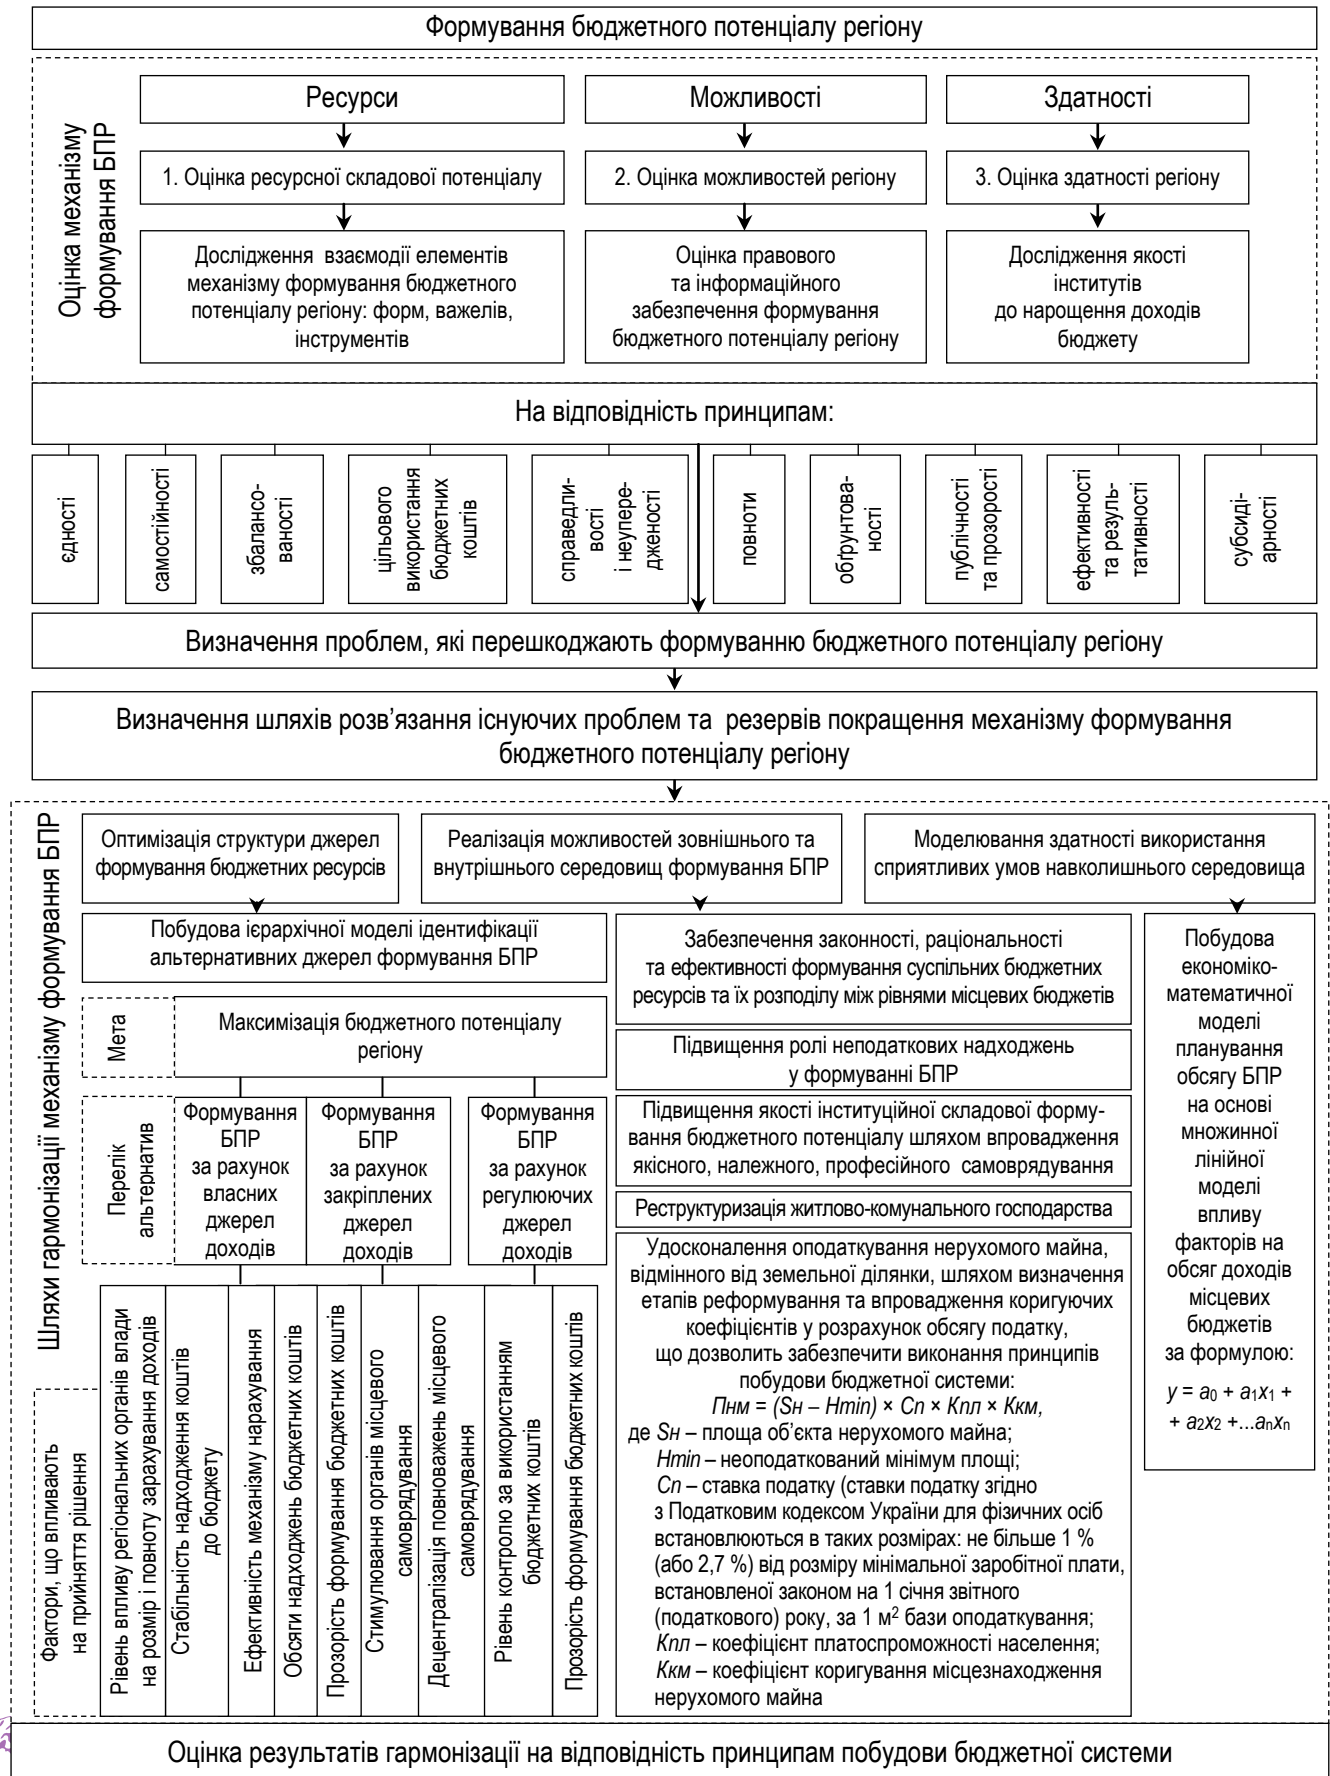 Формування бюджетного потенціалу регіону
Оцінка механізму
формування БПР
Ресурси
Можливості
Здатності
1. Оцінка ресурсної складової потенціалу
2. Оцінка можливостей регіону
3. Оцінка здатності регіону
Дослідження взаємодії елементів
механізму формування бюджетного
потенціалу регіону: форм, важелів,
інструментів
Оцінка правового
та інформаційного
забезпечення формування
бюджетного потенціалу регіону
Дослідження якості
інститутів
до нарощення доходів
бюджету
На відповідність принципам:
єдності
самостійності
збалансо-
ваності
цільового
використання
бюджетних
коштів
справедли-
вості
і неупере-
дженості
повноти
обґрунтова-
ності
публічності
та прозорості
ефективності
та резуль-
тативності
субсиді-
арності
Визначення проблем, які перешкоджають формуванню бюджетного потенціалу регіону
Визначення шляхів розв’язання існуючих проблем та резервів покращення механізму формування
бюджетного потенціалу регіону
Шляхи гармонізації механізму формування БПР
Оптимізація структури джерел
формування бюджетних ресурсів
Реалізація можливостей зовнішнього та
внутрішнього середовищ формування БПР
Моделювання здатності використання
сприятливих умов навколишнього середовища
Побудова ієрархічної моделі ідентифікації
альтернативних джерел формування БПР
Мета
Максимізація бюджетного потенціалу
регіону
Перелік
альтернатив
Формування
БПР
за рахунок
власних
джерел
доходів
Формування
БПР
за рахунок
закріплених
джерел
доходів
Формування
БПР
за рахунок
регулюючих
джерел
доходів
Фактори, що впливають
на прийняття рішення
Рівень впливу регіональних органів влади
на розмір і повноту зарахування доходів
Стабільність надходження коштів
до бюджету
Ефективність механізму нарахування
Обсяги надходжень бюджетних коштів
Прозорість формування бюджетних коштів
Стимулювання органів місцевого
самоврядування
Децентралізація повноважень місцевого
самоврядування
Рівень контролю за використанням
бюджетних коштів
Прозорість формування бюджетних коштів
Забезпечення законності, раціональності
та ефективності формування суспільних бюджетних
ресурсів та їх розподілу між рівнями місцевих бюджетів
Підвищення ролі неподаткових надходжень
у формуванні БПР
Підвищення якості інституційної складової форму-
вання бюджетного потенціалу шляхом впровадження
якісного, належного, професійного самоврядування
Реструктуризація житлово-комунального господарства
Удосконалення оподаткування нерухомого майна,
відмінного від земельної ділянки, шляхом визначення
етапів реформування та впровадження коригуючих
коефіцієнтів у розрахунок обсягу податку,
що дозволить забезпечити виконання принципів
побудови бюджетної системи:
Пнм = (Sн – Нmin) × Сп × Кпл × Ккм,
де Sн – площа об’єкта нерухомого майна;
Нmin – неоподаткований мінімум площі;
Сп – ставка податку (ставки податку згідно
з Податковим кодексом України для фізичних осіб
встановлюються в таких розмірах: не більше 1 %
(або 2,7 %) від розміру мінімальної заробітної плати,
встановленої законом на 1 січня звітного
(податкового) року, за 1 м² бази оподаткування;
Кпл – коефіцієнт платоспроможності населення;
Ккм – коефіцієнт коригування місцезнаходження
нерухомого майна
Побудова
економіко-
математичної
моделі
планування
обсягу БПР
на основі
множинної
лінійної
моделі
впливу
факторів на
обсяг доходів
місцевих
бюджетів
за формулою:
y = a₀ + a₁x₁ +
+ a₂x₂ +...aₙxₙ
Оцінка результатів гармонізації на відповідність принципам побудови бюджетної системи